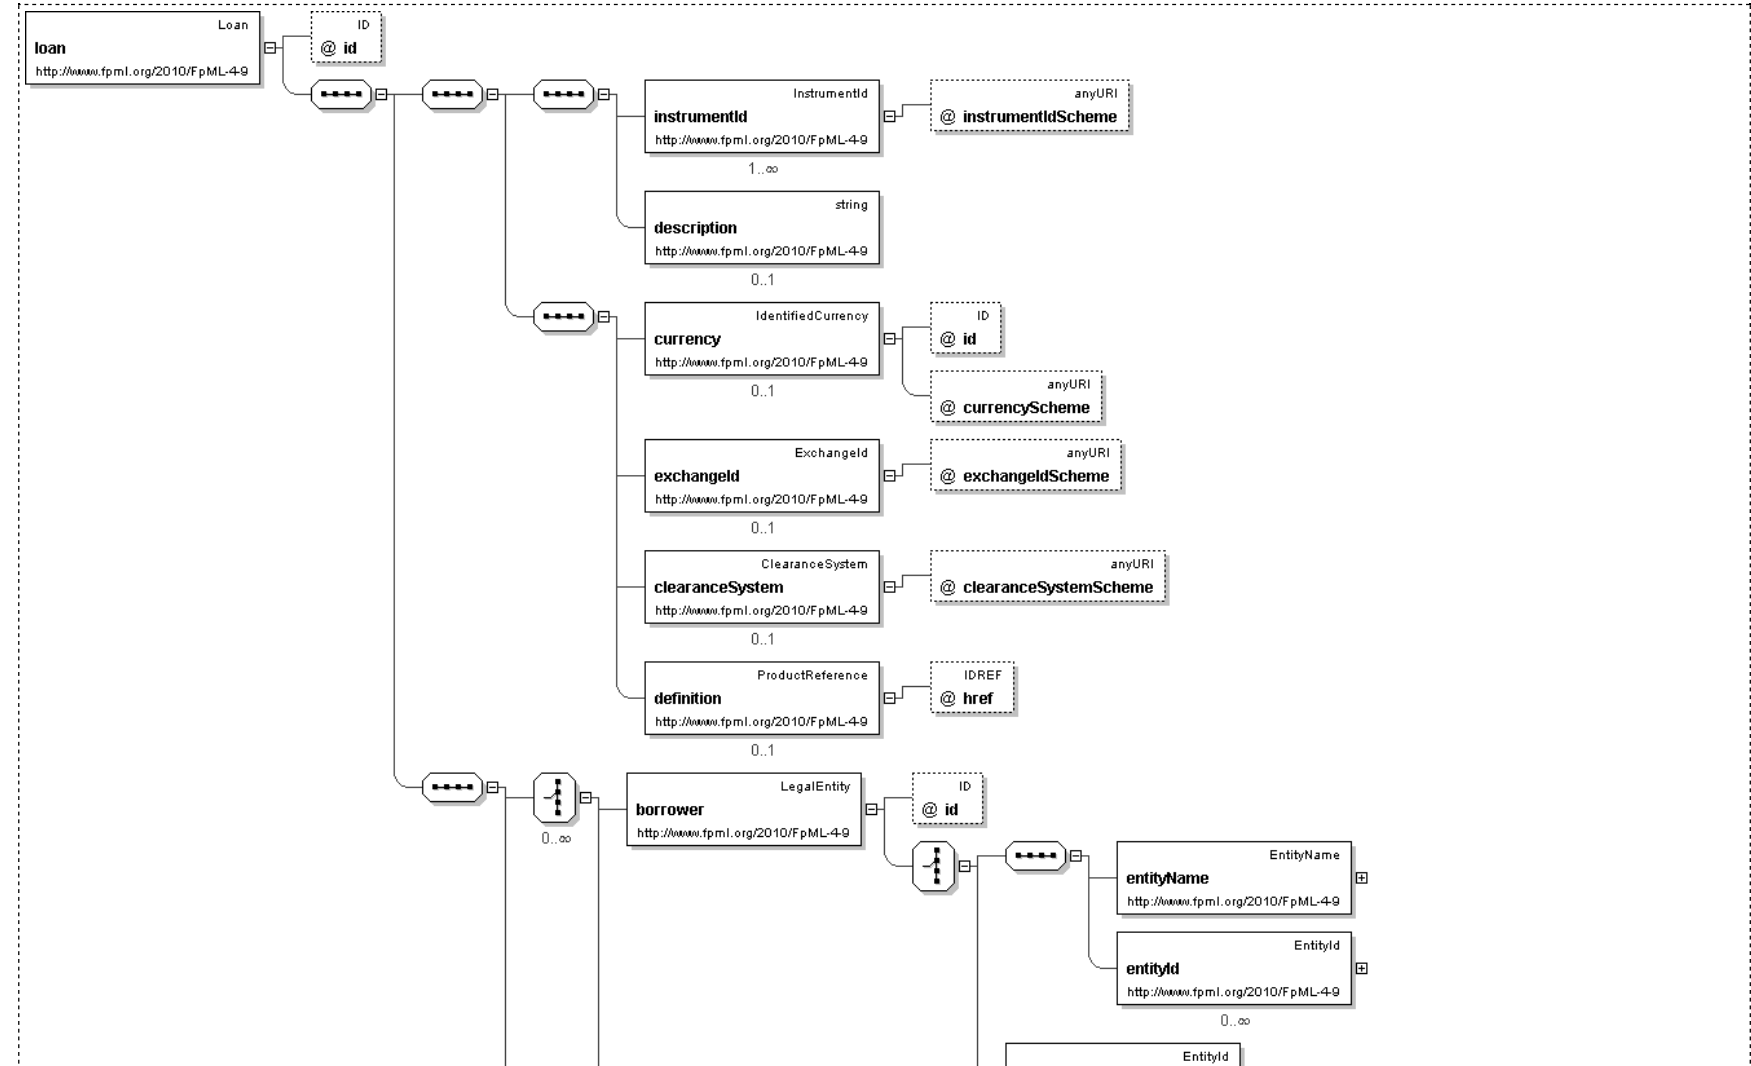 Loan
loan
http://www.fpml.org/2010/FpML-4-9
ID
@ id
InstrumentId
instrumentId
http://www.fpml.org/2010/FpML-4-9
1..∞
anyURI
@ instrumentIdScheme
string
description
http://www.fpml.org/2010/FpML-4-9
0..1
IdentifiedCurrency
currency
http://www.fpml.org/2010/FpML-4-9
0..1
ID
@ id
anyURI
@ currencyScheme
ExchangeId
exchangeId
http://www.fpml.org/2010/FpML-4-9
0..1
anyURI
@ exchangeIdScheme
ClearanceSystem
clearanceSystem
http://www.fpml.org/2010/FpML-4-9
0..1
anyURI
@ clearanceSystemScheme
ProductReference
definition
http://www.fpml.org/2010/FpML-4-9
0..1
IDREF
@ href
0..∞
LegalEntity
borrower
http://www.fpml.org/2010/FpML-4-9
ID
@ id
EntityName
entityName
http://www.fpml.org/2010/FpML-4-9
EntityId
entityId
http://www.fpml.org/2010/FpML-4-9
0..∞
EntityId